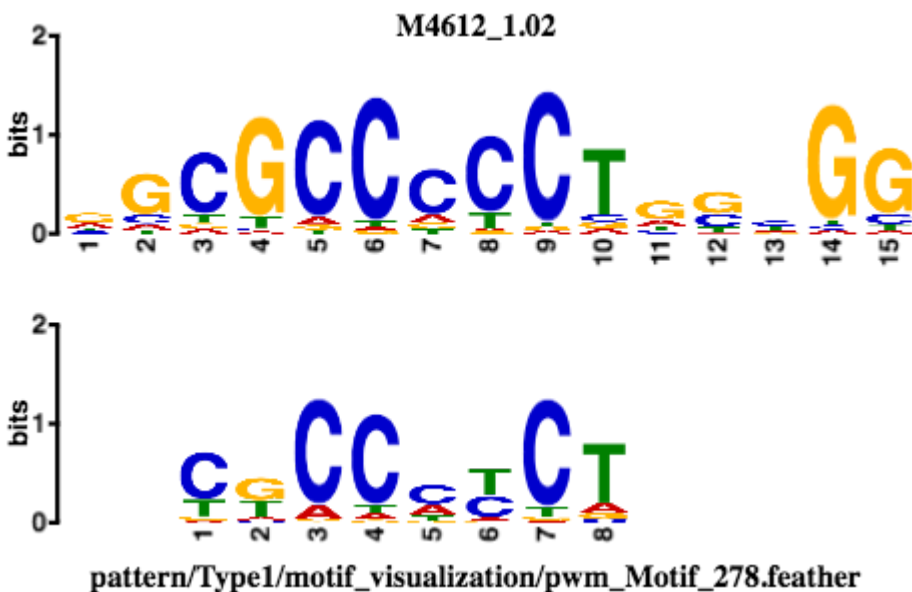 M4612_1.02
2
bits
1
0
G G C G C C C C C T G G G G
1 2 3 4 5 6 7 8 9 10 11 12 13 14 15
2
bits
1
0
C G C C C T C T
T T A T A C T A
1 2 3 4 5 6 7 8
pattern/Type1/motif_visualization/pwm_Motif_278.feather